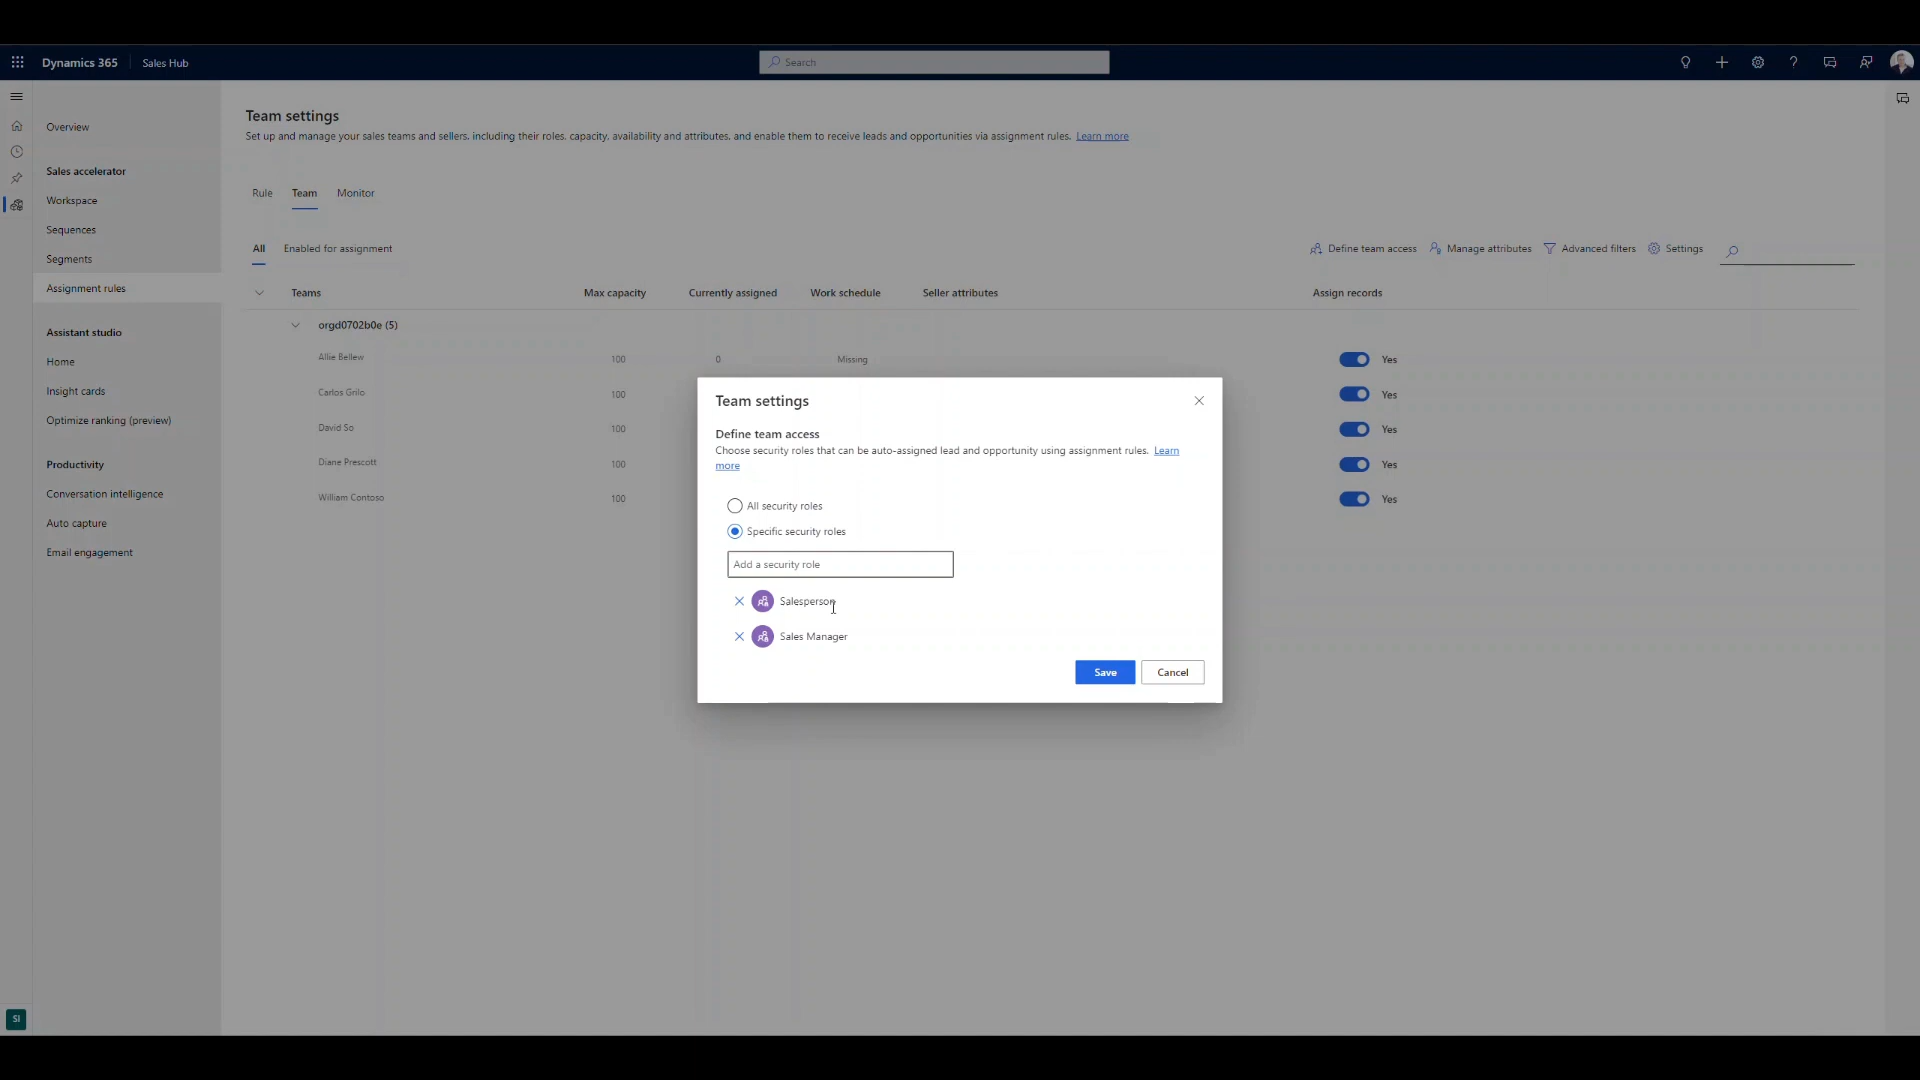 Dynamics 365
Sales Hub
Search
Overview
Sales accelerator
Workspace
Sequences
Segments
Assignment rules
Assistant studio
Home
Insight cards
Optimize ranking (preview)
Productivity
Conversation intelligence
Auto capture
Email engagement
SI
Team settings
Set up and manage your sales teams and sellers, including their roles, capacity, availability and attributes, and enable them to receive leads and opportunities via assignment rules. Learn more
Rule Team Monitor
All Enabled for assignment Define team access Manage attributes Advanced filters Settings
Teams Max capacity Currently assigned Work schedule Seller attributes Assign records
orgd0702b0e (5)
Allie Bellew 100 0 Missing Yes
Carlos Grilo 100 Yes
David So 100 Yes
Diane Prescott 100 Yes
William Contoso 100 Yes
Team settings
Define team access
Choose security roles that can be auto-assigned lead and opportunity using assignment rules. Learn
more
All security roles
Specific security roles
Add a security role
Salesperson
Sales Manager
Save Cancel